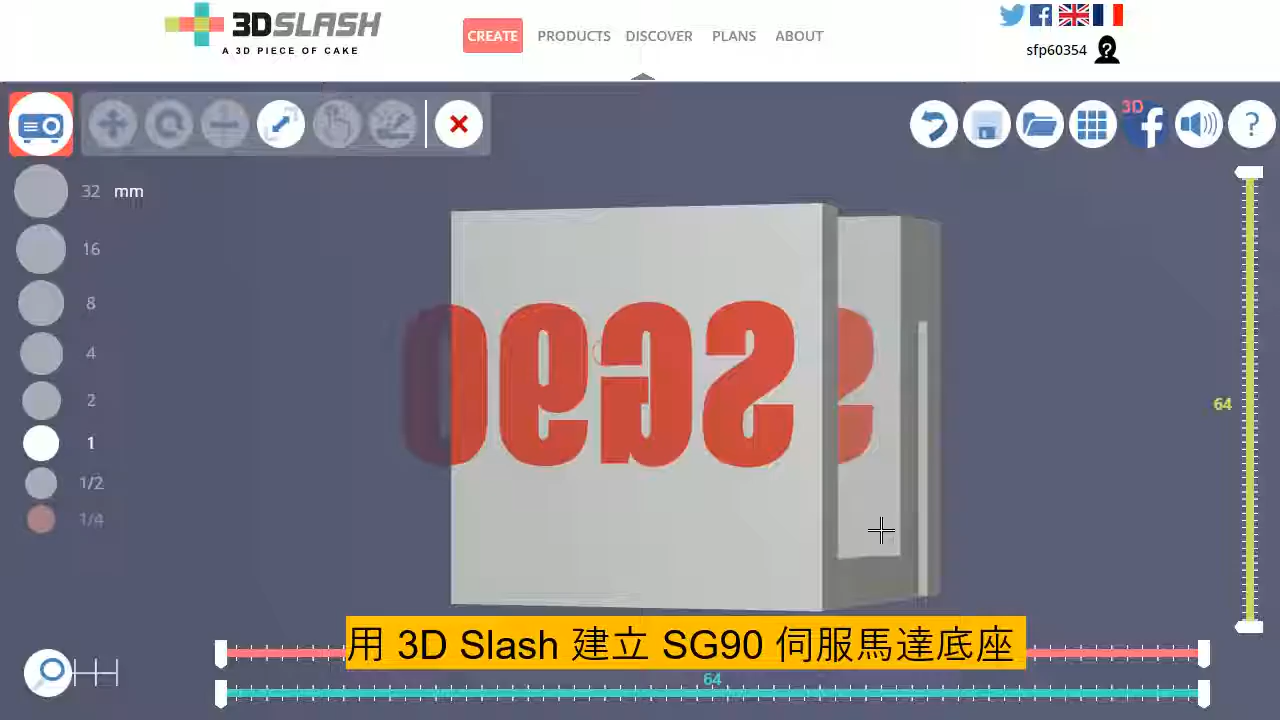 3DSLASH
A 3D PIECE OF CAKE
CREATE PRODUCTS DISCOVER PLANS ABOUT
sfp60354
3D
32 mm
16
8
4
2
1
1/2
1/4
SG90
64
用 3D Slash 建立 SG90 伺服馬達底座
64